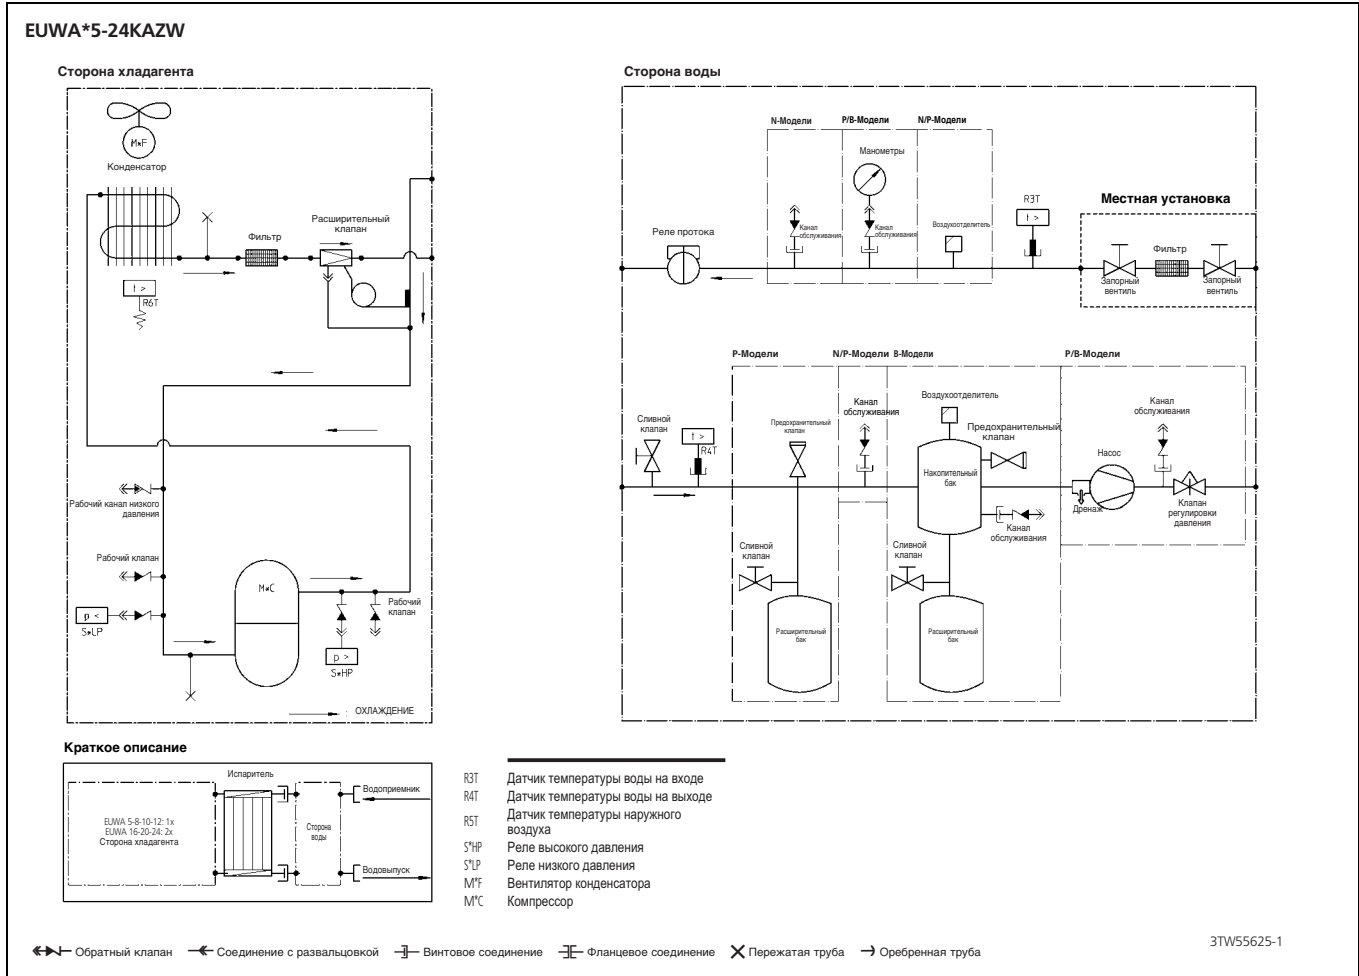 EUWA*5-24KAZW
Сторона хладагента
M*F
Конденсатор
Расширительный
клапан
Фильтр
t >
R6T
Рабочий канал низкого
давления
Рабочий клапан
p <
S*LP
M*C
Рабочий
клапан
p >
S*HP
: ОХЛАЖДЕНИЕ
Сторона воды
N-Модели
P/B-Модели
N/P-Модели
Манометры
R3T
t >
Местная установка
Реле протока
Канал
обслуживания
Канал
обслуживания
Воздухоотделитель
Фильтр
Запорный
вентиль
Запорный
вентиль
P-Модели
N/P-Модели
B-Модели
P/B-Модели
Сливной
клапан
t >
R4T
Предохранительный
клапан
Канал
обслуживания
Воздухоотделитель
Предохранительный
клапан
Накопительный
бак
Канал
обслуживания
Насос
Дренаж
Клапан
регулировки
давления
Канал
обслуживания
Сливной
клапан
Сливной
клапан
Расширительный
бак
Расширительный
бак
Краткое описание
Испаритель
Водоприемник
EUWA 5-8-10-12: 1x
EUWA 16-20-24: 2x
Сторона хладагента
Сторона
воды
Водовыпуск
R3T Датчик температуры воды на входе
R4T Датчик температуры воды на выходе
R5T Датчик температуры наружного
воздуха
S*HP Реле высокого давления
S*LP Реле низкого давления
M*F Вентилятор конденсатора
M*C Компрессор
Обратный клапан
Соединение с развальцовкой
Винтовое соединение
Фланцевое соединение
Пережатая труба
Оребренная труба
3TW55625-1